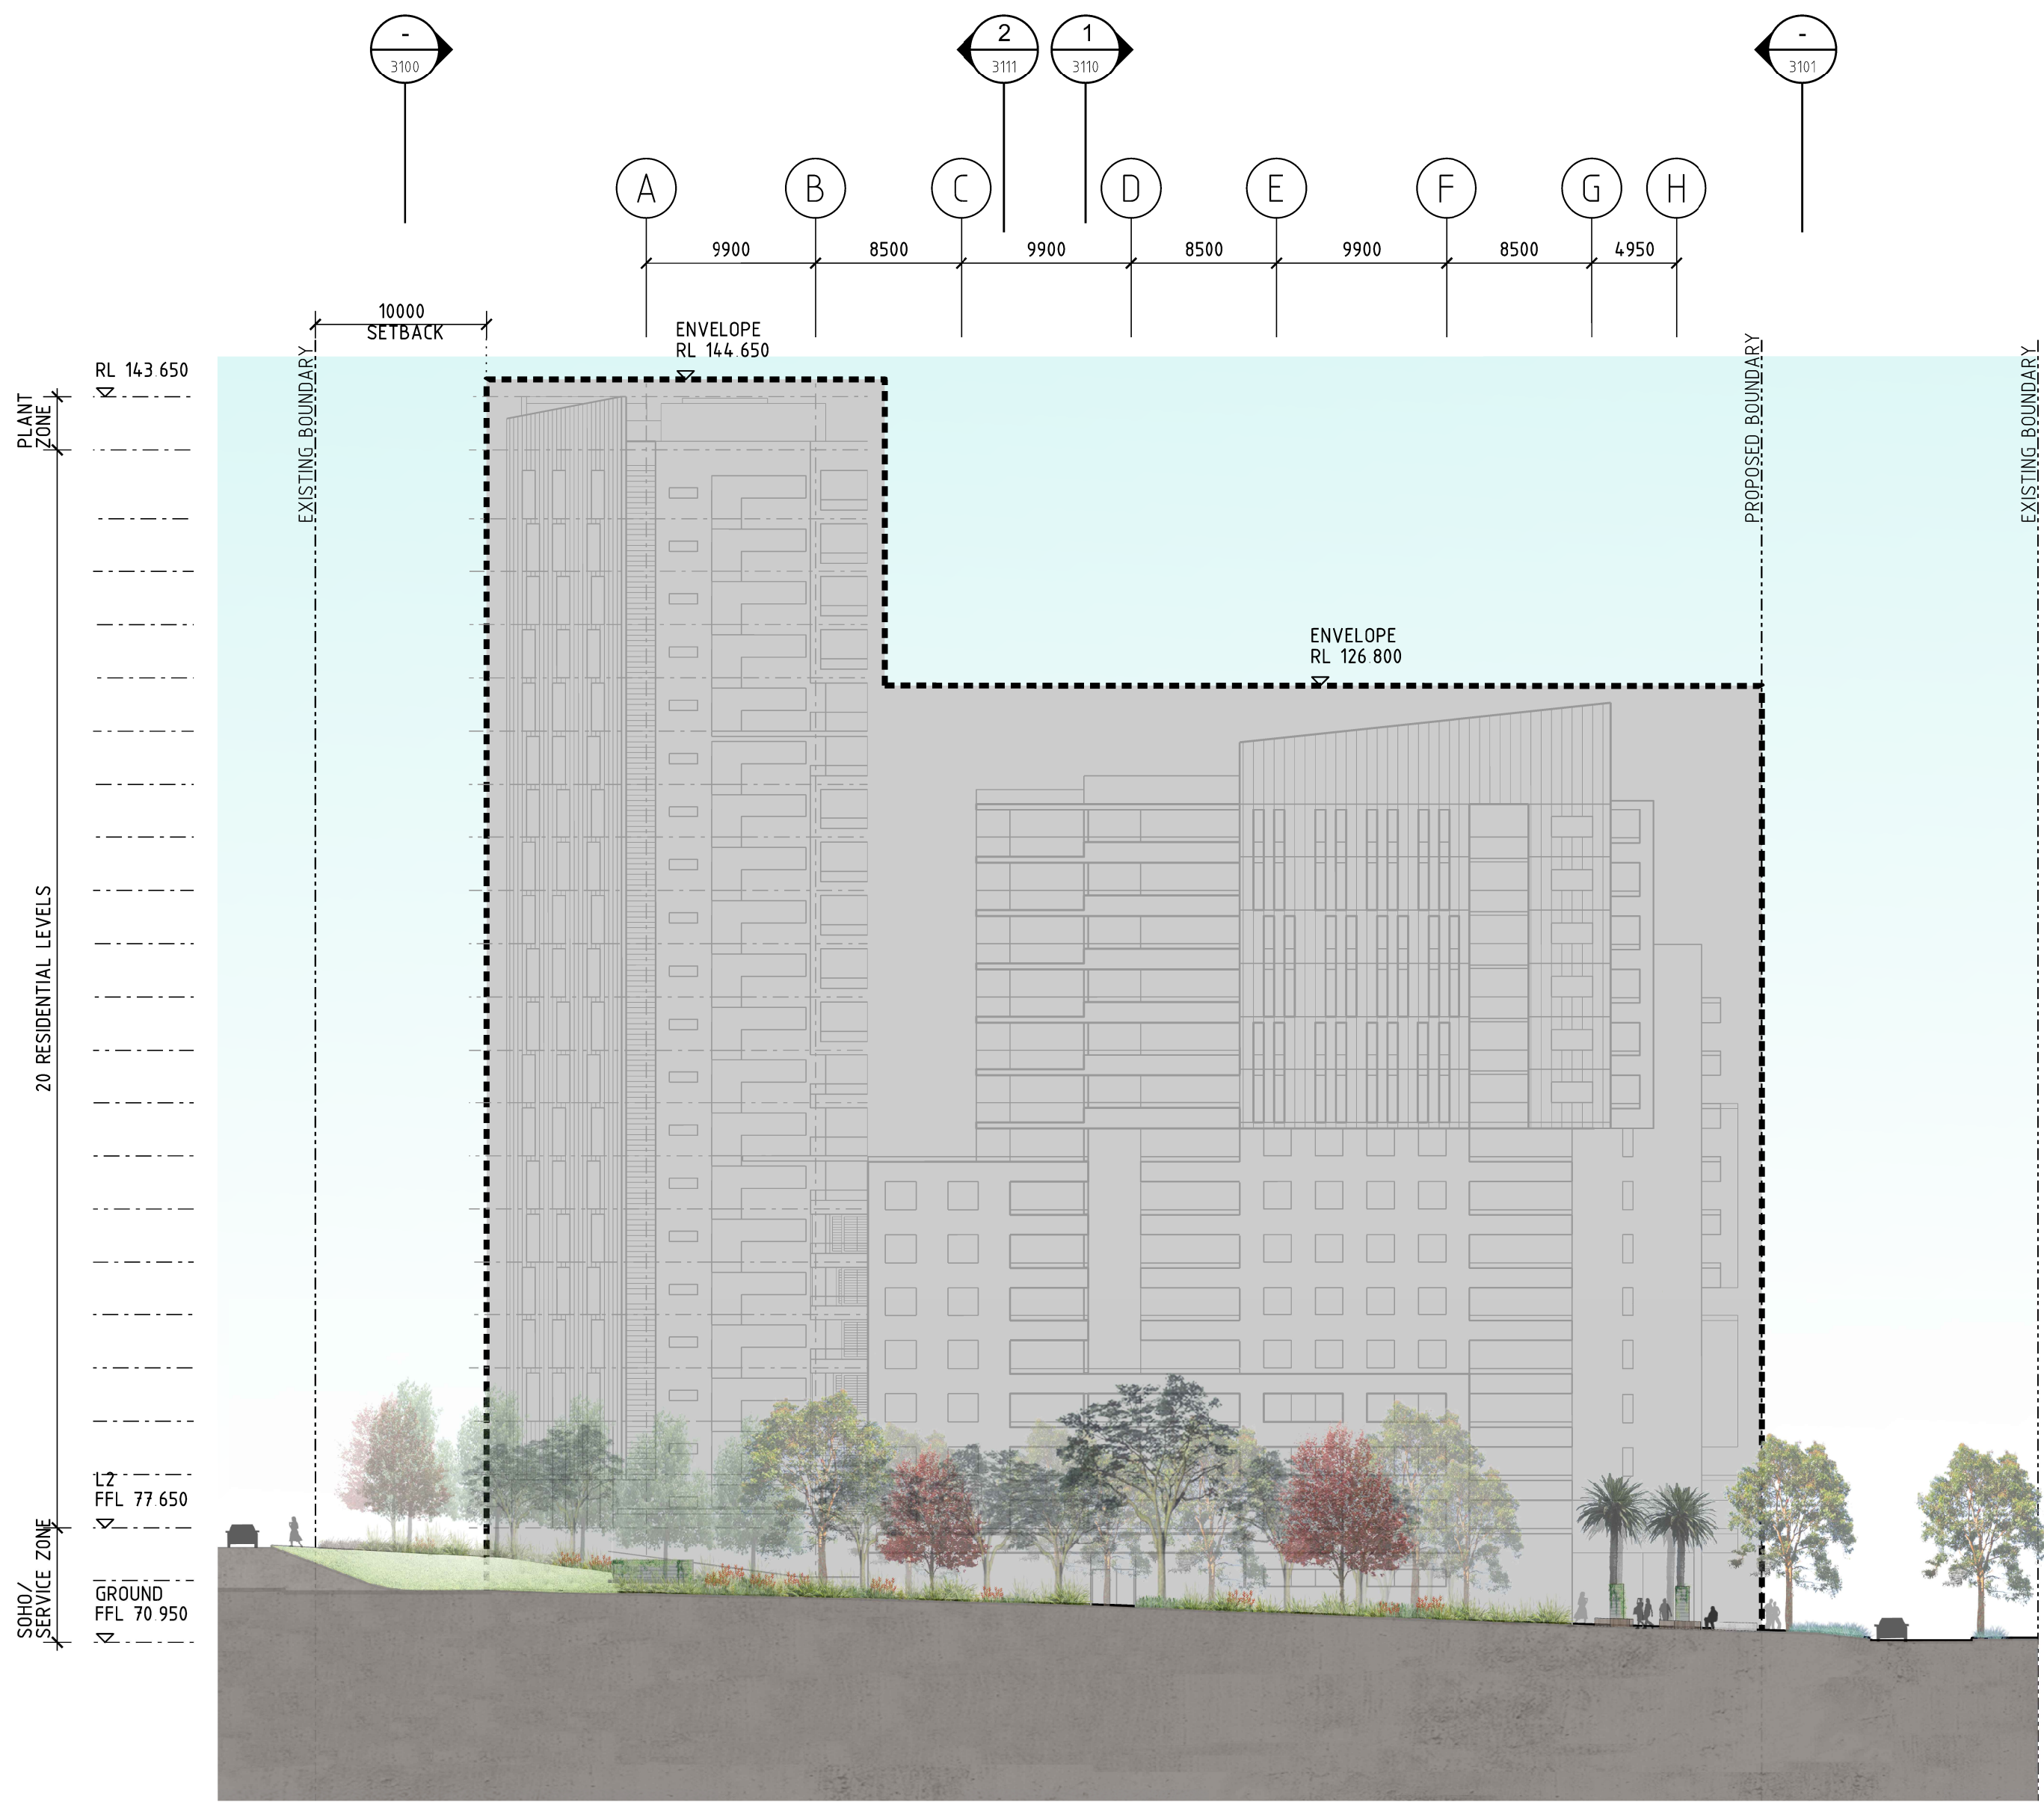 -
3100
2
3111
1
3110
-
3101
A
B
C
D
E
F
G
H
9900
8500
9900
8500
9900
8500
4950
10000
SETBACK
ENVELOPE
RL 144.650
RL 143.650
PLANT
ZONE
EXISTING BOUNDARY
PROPOSED BOUNDARY
EXISTING BOUNDARY
ENVELOPE
RL 126.800
20 RESIDENTIAL LEVELS
L2
FFL 77.650
SOHO/
SERVICE ZONE
GROUND
FFL 70.950